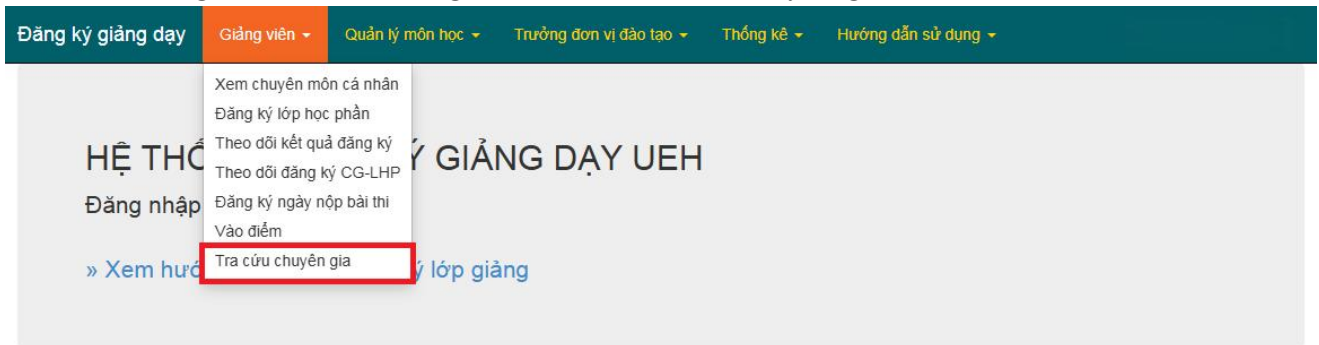 Đăng ký giảng dạy Giảng viên Quản lý môn học Trưởng đơn vị đào tạo Thống kê Hướng dẫn sử dụng
Xem chuyên môn cá nhân
Đăng ký lớp học phần
Theo dõi kết quả đăng ký
Theo dõi đăng ký CG-LHP
Đăng ký ngày nộp bài thi
Vào điểm
Tra cứu chuyên gia
HỆ THỐ Ý GIẢNG DẠY UEH
Đăng nhập
» Xem hướ ý lớp giảng